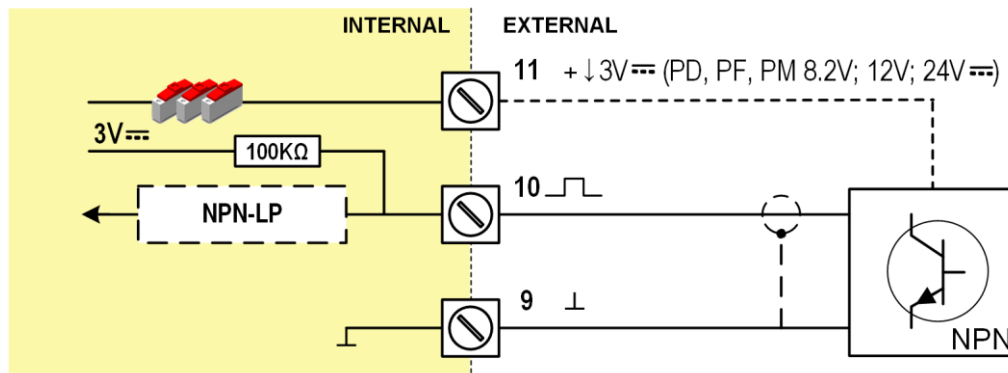 INTERNAL EXTERNAL
11 + ↓3V⎓ (PD, PF, PM 8.2V; 12V; 24V⎓)
3V⎓
100KΩ
10
NPN-LP
9 ⊥
NPN